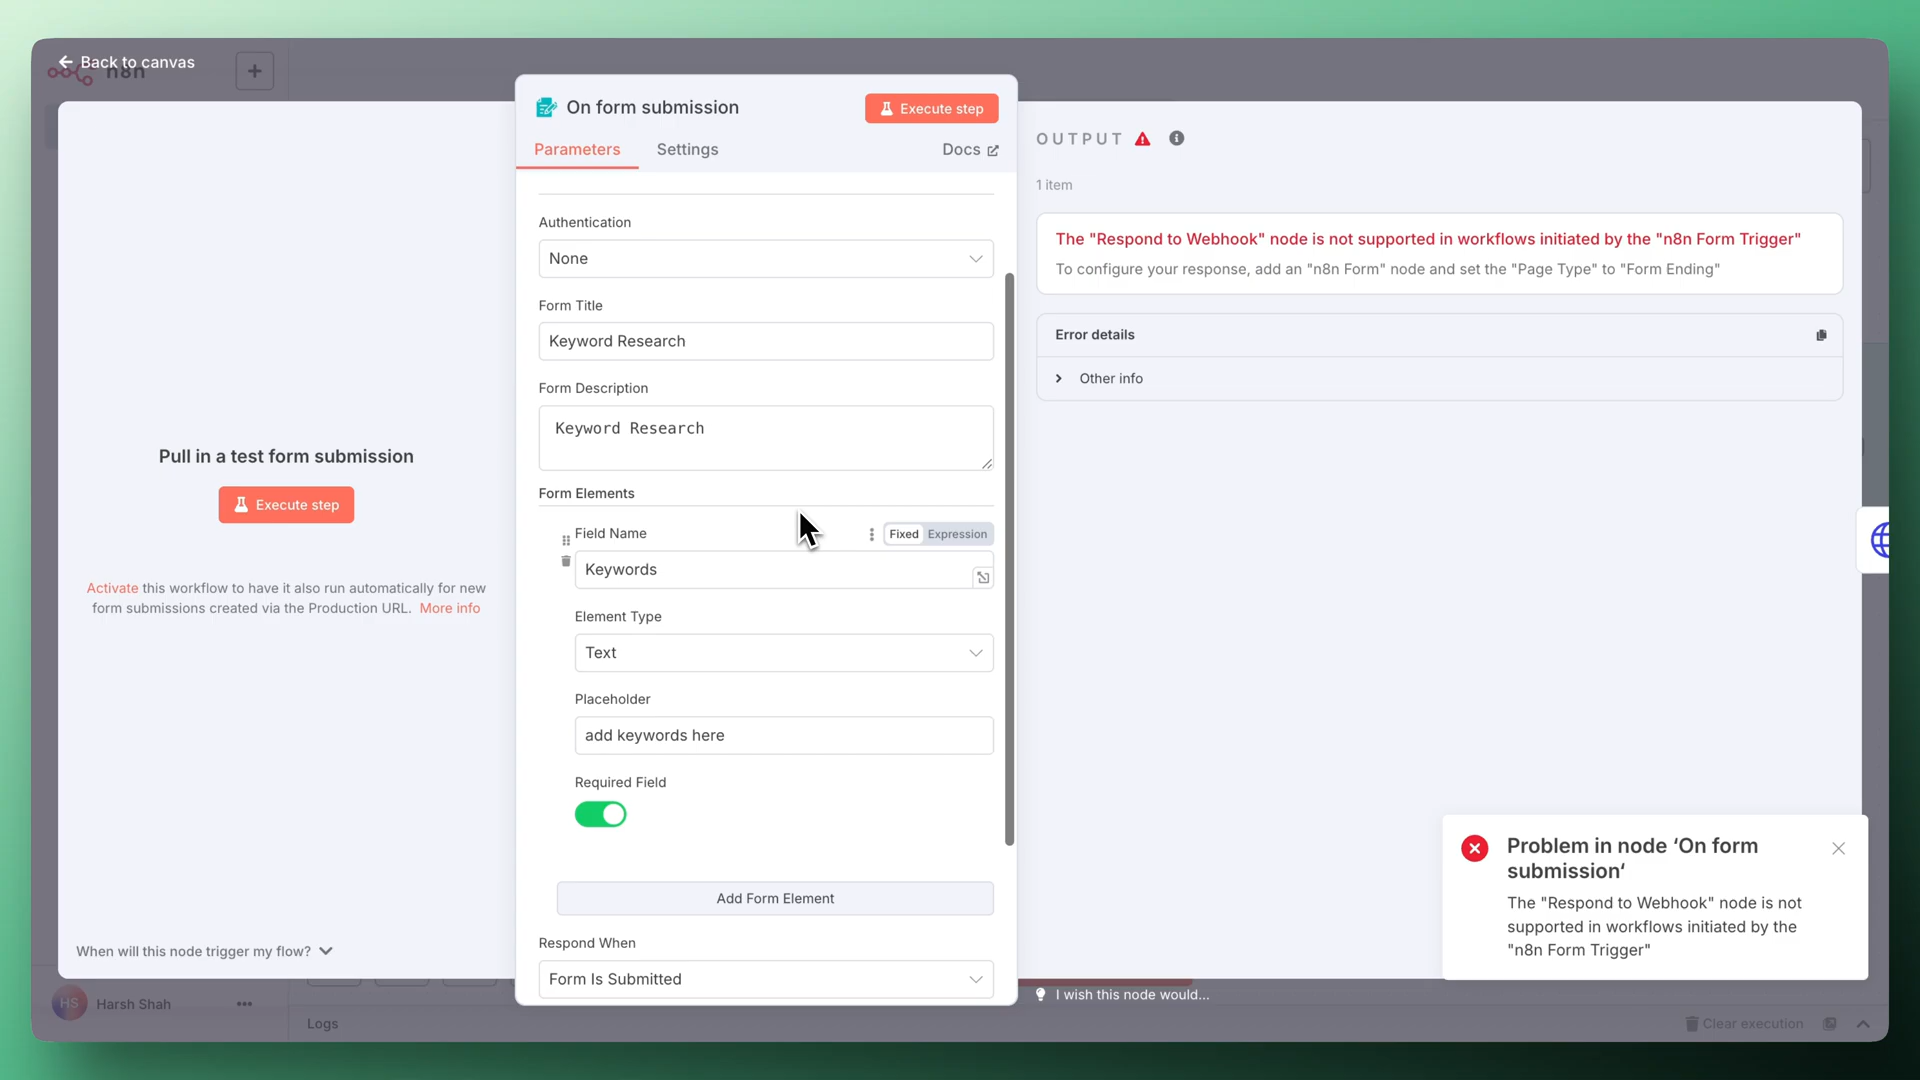 Back to canvas
n8n
On form submission
Execute step
Parameters
Settings
Docs
Authentication
None
Form Title
Keyword Research
Form Description
Keyword Research
Form Elements
Field Name
Fixed
Expression
Keywords
Element Type
Text
Placeholder
add keywords here
Required Field
Add Form Element
Respond When
Form Is Submitted
Pull in a test form submission
Execute step
Activate this workflow to have it also run automatically for new
form submissions created via the Production URL. More info
When will this node trigger my flow?
OUTPUT
1 item
The "Respond to Webhook" node is not supported in workflows initiated by the "n8n Form Trigger"
To configure your response, add an "n8n Form" node and set the "Page Type" to "Form Ending"
Error details
Other info
Problem in node ‘On form
submission‘
The "Respond to Webhook" node is not
supported in workflows initiated by the
"n8n Form Trigger"
I wish this node would...
HS
Harsh Shah
Logs
Clear execution